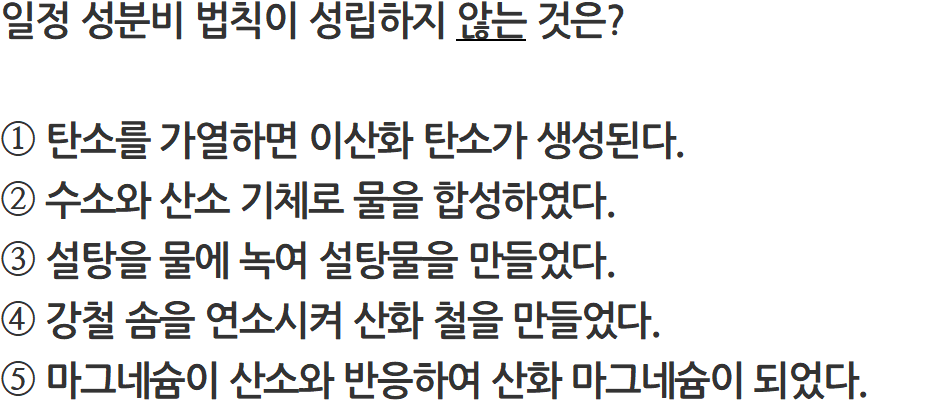 일정 성분비 법칙이 성립하지 않는 것은?
① 탄소를 가열하면 이산화 탄소가 생성된다.
② 수소와 산소 기체로 물을 합성하였다.
③ 설탕을 물에 녹여 설탕물을 만들었다.
④ 강철 솜을 연소시켜 산화 철을 만들었다.
⑤ 마그네슘이 산소와 반응하여 산화 마그네슘이 되었다.